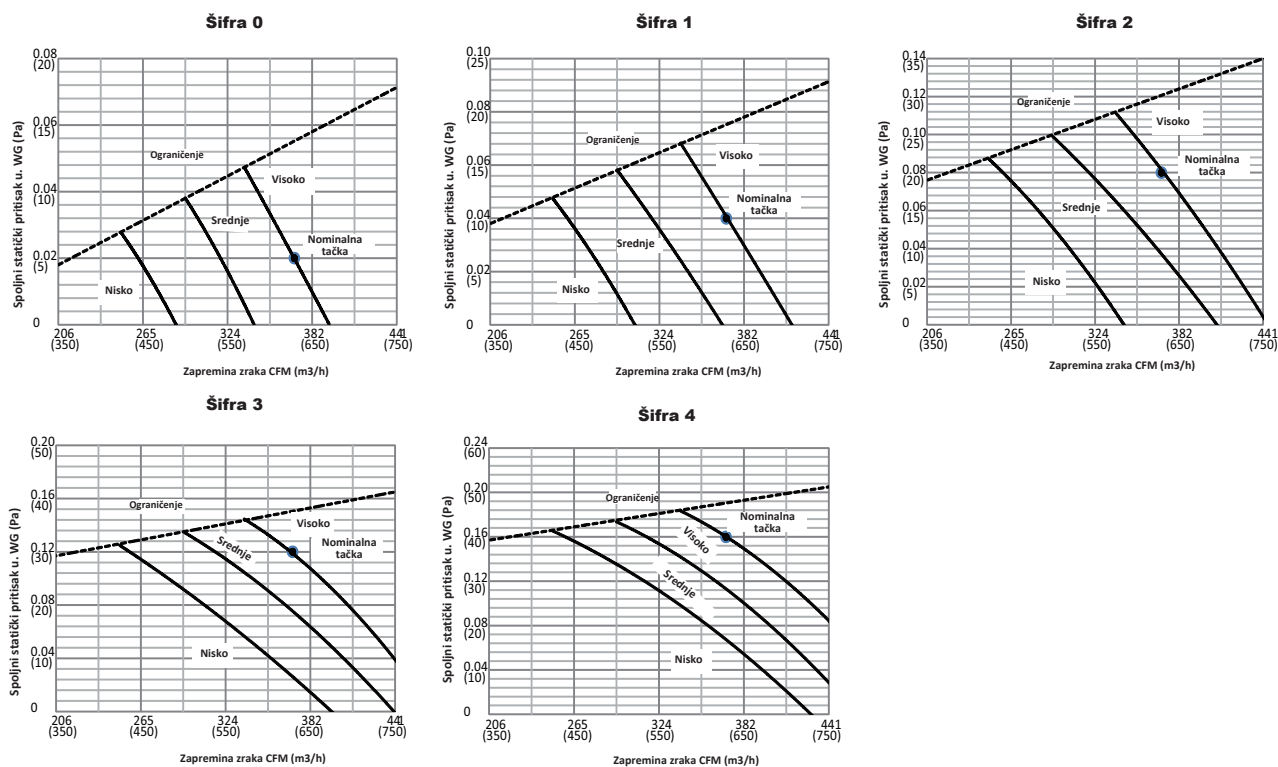 Šifra 0
Spoljni statički pritisak u. WG (Pa)
0.08
(20)
0.06
(15)
0.04
(10)
0.02
(5)
0
Ograničenje
Visoko
Srednje
Nominalna
tačka
Nisko
206
(350)
265
(450)
324
(550)
382
(650)
441
(750)
Zapremina zraka CFM (m3/h)
Šifra 1
Spoljni statički pritisak u. WG (Pa)
0.10
(25)
0.08
(20)
0.06
(15)
0.04
(10)
0.02
(5)
0
Ograničenje
Visoko
Nominalna
tačka
Srednje
Nisko
206
(350)
265
(450)
324
(550)
382
(650)
441
(750)
Zapremina zraka CFM (m3/h)
Šifra 2
Spoljni statički pritisak u. WG (Pa)
0.14
(35)
0.12
(30)
0.10
(25)
0.08
(20)
0.06
(15)
0.04
(10)
0.02
(5)
0
Ograničenje
Visoko
Nominalna
tačka
Srednje
Nisko
206
(350)
265
(450)
324
(550)
382
(650)
441
(750)
Zapremina zraka CFM (m3/h)
Šifra 3
Spoljni statički pritisak u. WG (Pa)
0.20
(50)
0.16
(40)
0.12
(30)
0.08
(20)
0.04
(10)
0
Ograničenje
Visoko
Nominalna
tačka
Srednje
Nisko
206
(350)
265
(450)
324
(550)
382
(650)
441
(750)
Zapremina zraka CFM (m3/h)
Šifra 4
Spoljni statički pritisak u. WG (Pa)
0.24
(60)
0.20
(50)
0.16
(40)
0.12
(30)
0.08
(20)
0.04
(10)
0
Ograničenje
Nominalna
tačka
Visoko
Srednje
Nisko
206
(350)
265
(450)
324
(550)
382
(650)
441
(750)
Zapremina zraka CFM (m3/h)